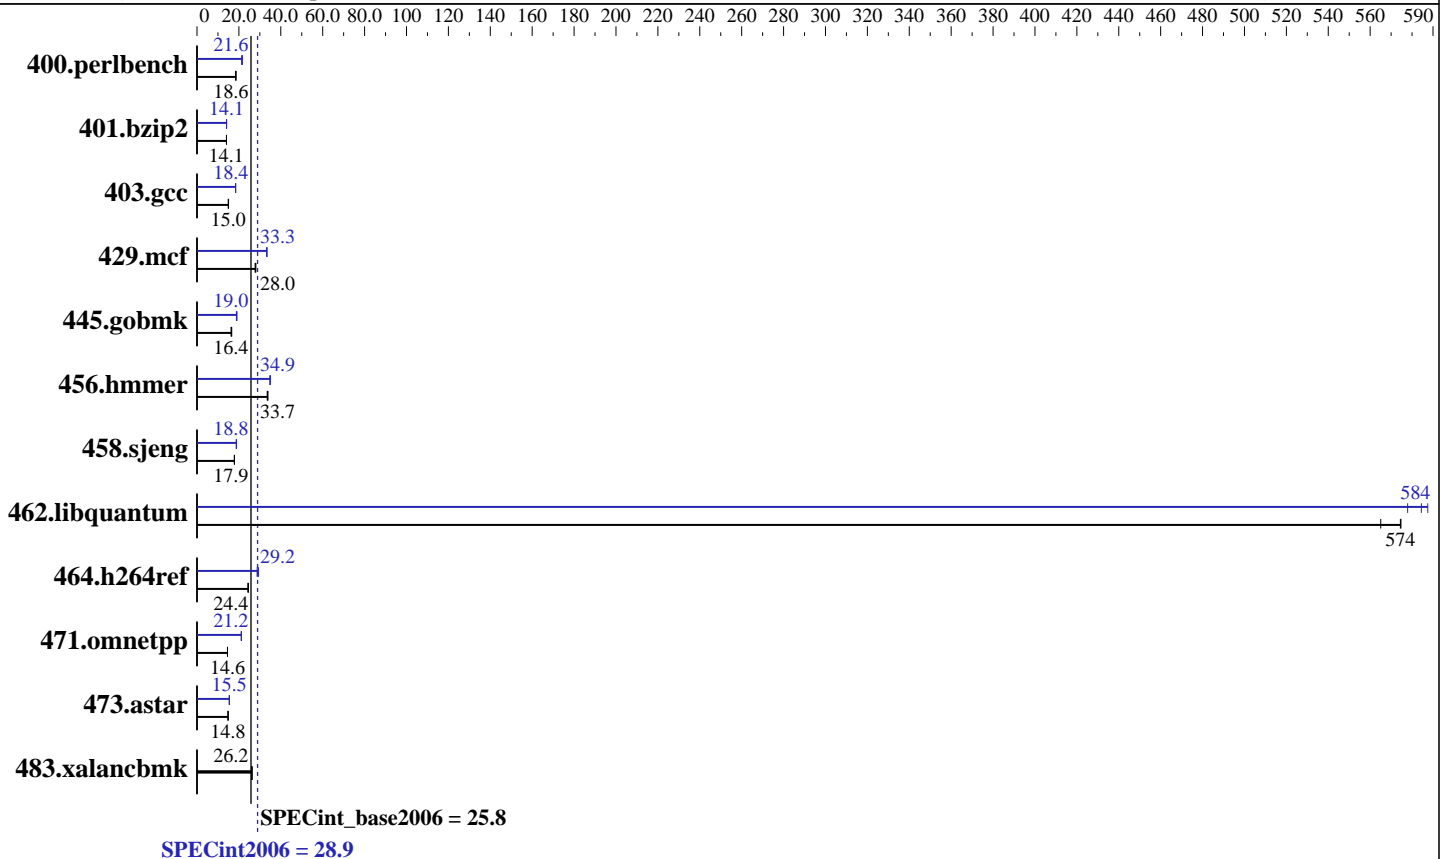 0 20.0 40.0 60.0 80.0 100 120 140 160 180 200 220 240 260 280 300 320 340 360 380 400 420 440 460 480 500 520 540 560 590
400.perlbench
21.6
18.6
401.bzip2
14.1
14.1
403.gcc
18.4
15.0
429.mcf
33.3
28.0
445.gobmk
19.0
16.4
456.hmmer
34.9
33.7
458.sjeng
18.8
17.9
462.libquantum
584
574
464.h264ref
29.2
24.4
471.omnetpp
21.2
14.6
473.astar
15.5
14.8
483.xalancbmk
26.2
SPECint_base2006 = 25.8
SPECint2006 = 28.9